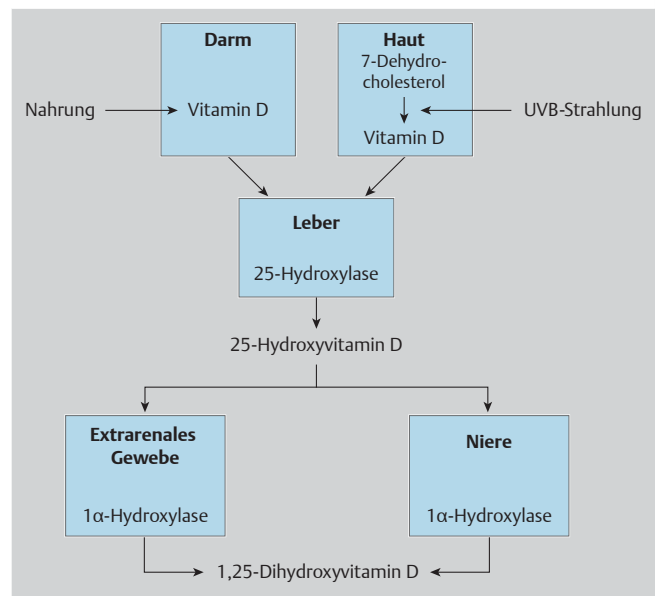 Darm
Haut
7-Dehydro-
cholesterol
Nahrung
Vitamin D
UVB-Strahlung
Vitamin D
Leber
25-Hydroxylase
25-Hydroxyvitamin D
Extrarenales
Gewebe
Niere
1α-Hydroxylase
1α-Hydroxylase
1,25-Dihydroxyvitamin D